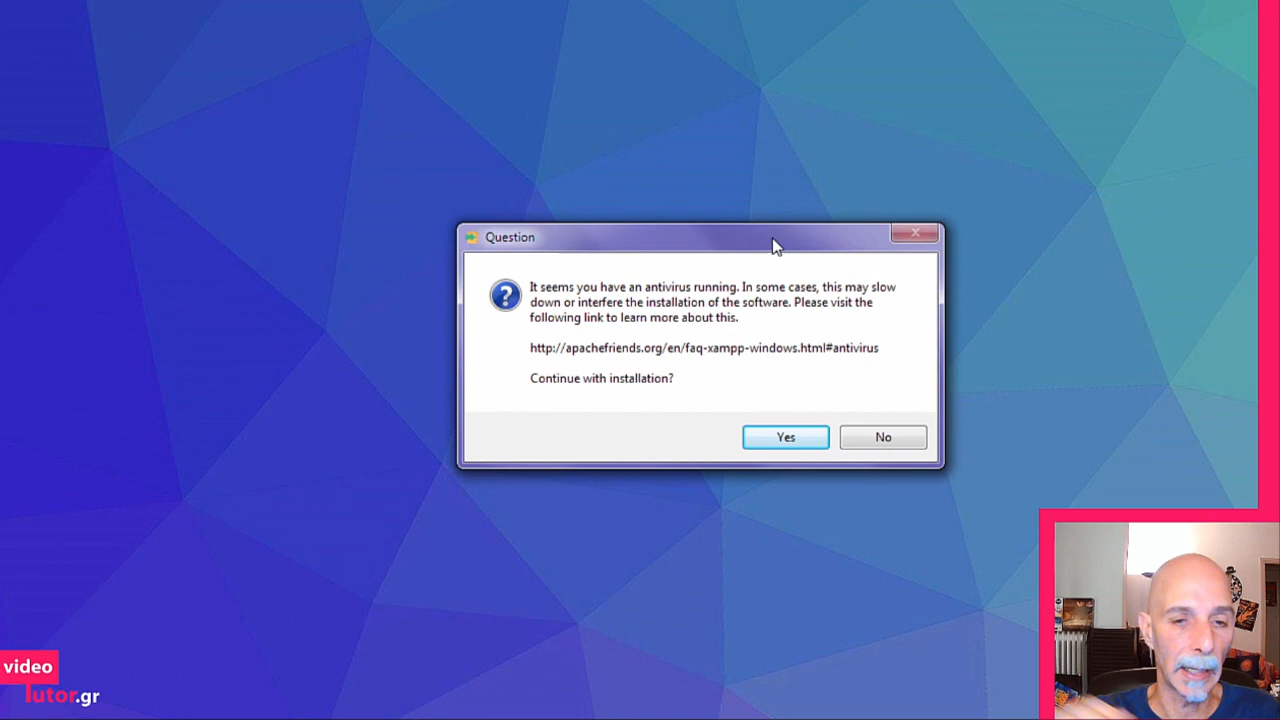 Question
It seems you have an antivirus running. In some cases, this may slow
down or interfere the installation of the software. Please visit the
following link to learn more about this.
http://apachefriends.org/en/faq-xampp-windows.html#antivirus
Continue with installation?
Yes No
video
Tutor.gr